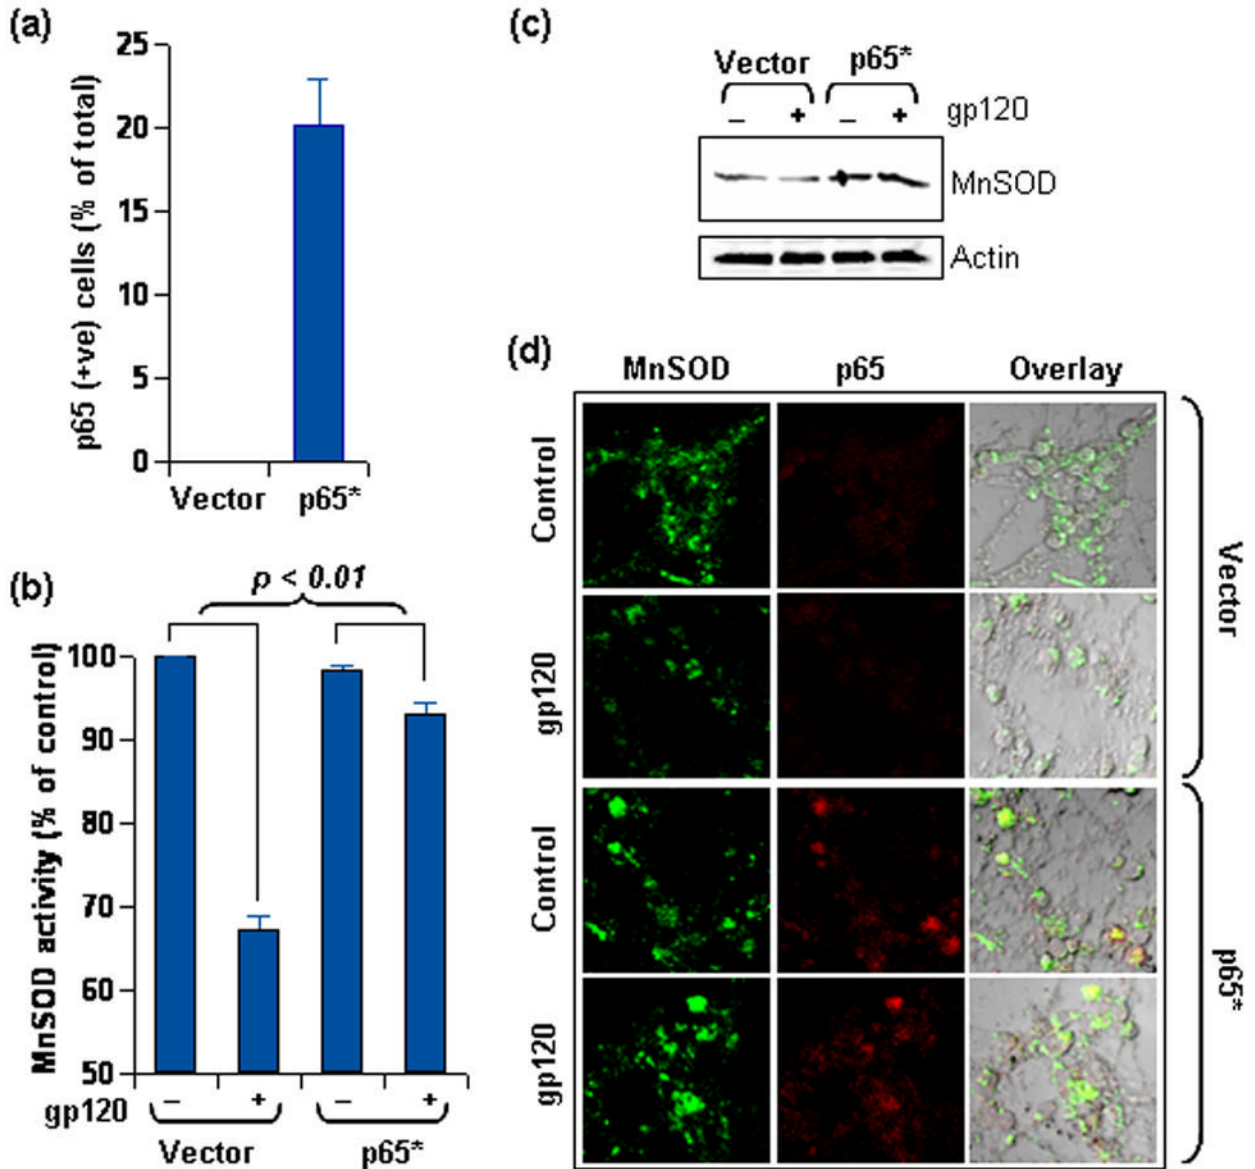 (a)
p65 (+ve) cells (% of total)
25
20
15
10
5
0
Vector
p65*
(b)
p < 0.01
MnSOD activity (% of control)
100
90
80
70
60
50
gp120
− + − +
Vector
p65*
(c)
Vector
p65*
− + − +
gp120
MnSOD
Actin
(d)
MnSOD
p65
Overlay
Control
gp120
Control
gp120
Vector
p65*